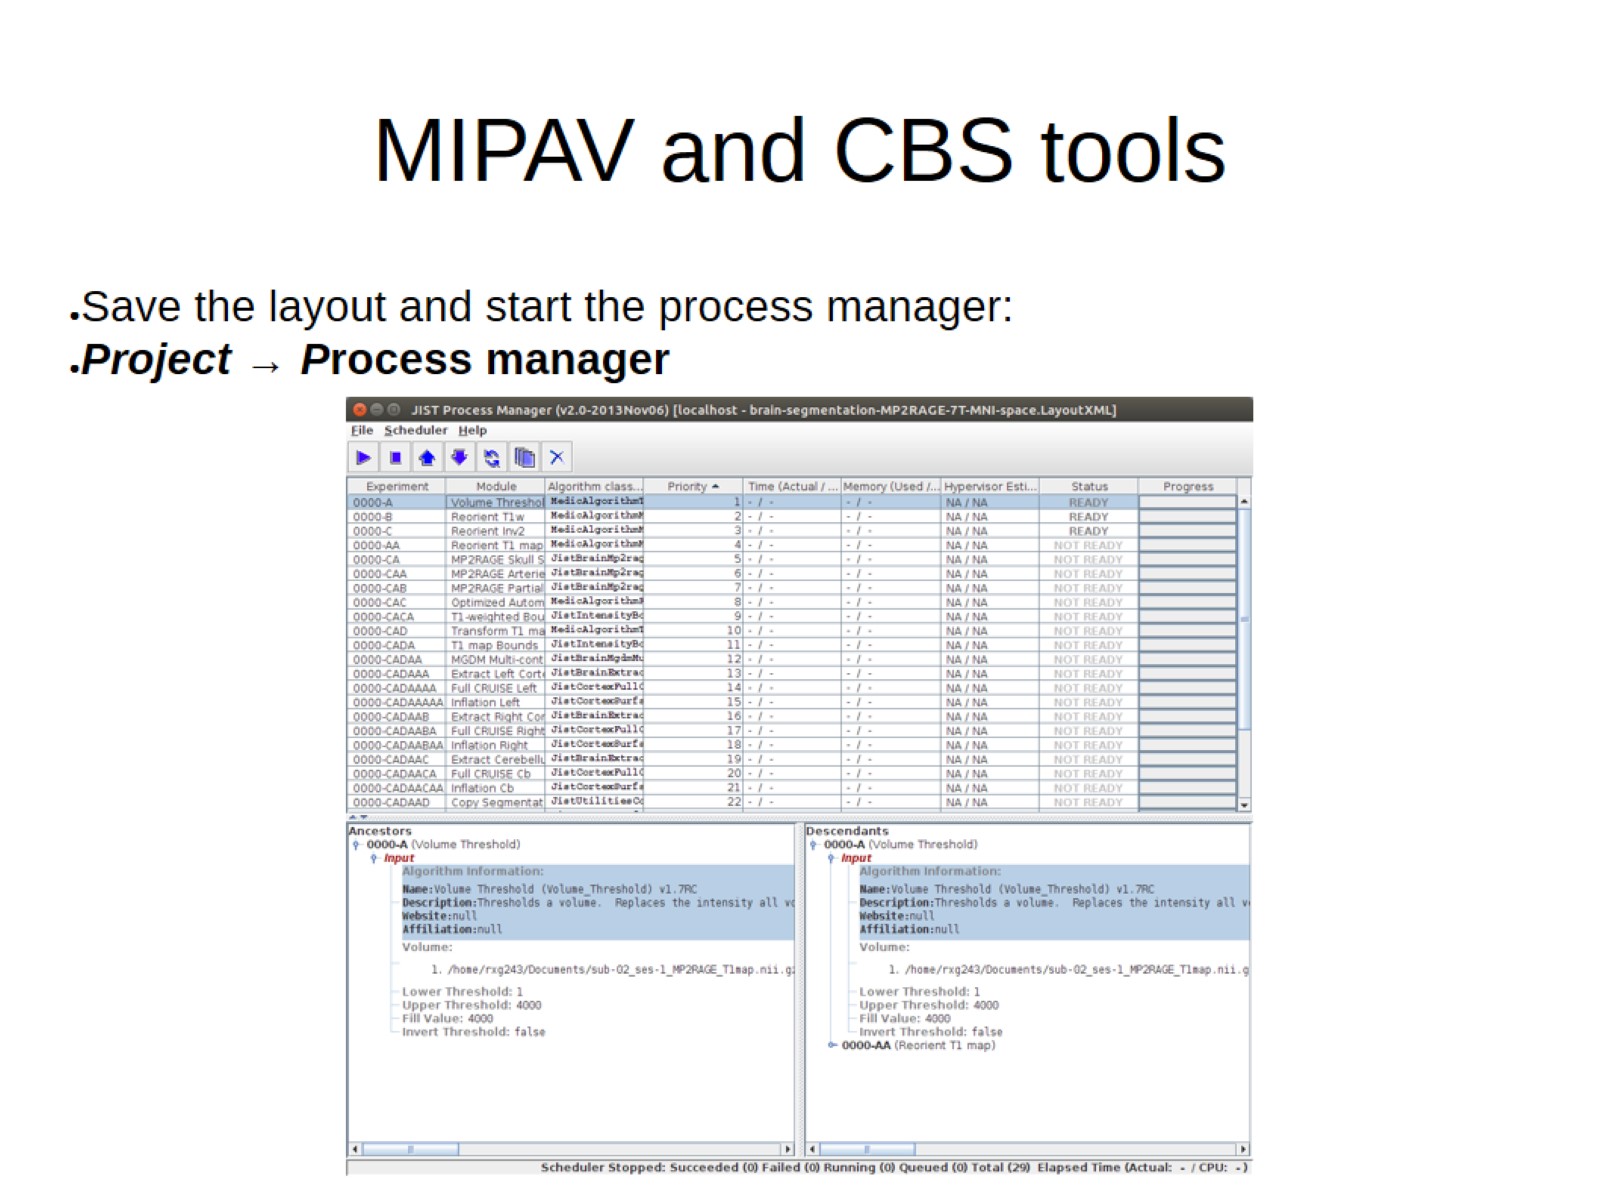 MIPAV and CBS tools
Save the layout and start the process manager:
Project → Process manager
JIST Process Manager (v2.0-2013Nov06) [localhost - brain-segmentation-MP2RAGE-7T-MNI-space.LayoutXML]
File Scheduler Help
Experiment Module Algorithm class... Priority Time (Actual / ... Memory (Used /... Hypervisor Esti... Status Progress
0000-A Volume Threshol MedicAlgorithmT 1 - / - - / - NA / NA READY
0000-B Reorient T1w MedicAlgorithmM 2 - / - - / - NA / NA READY
0000-C Reorient Inv2 MedicAlgorithmM 3 - / - - / - NA / NA READY
0000-AA Reorient T1 map MedicAlgorithmM 4 - / - - / - NA / NA NOT READY
0000-CA MP2RAGE Skull S JistBrainMp2rag 5 - / - - / - NA / NA NOT READY
0000-CAA MP2RAGE Arterie JistBrainMp2rag 6 - / - - / - NA / NA NOT READY
0000-CAB MP2RAGE Partial JistBrainMp2rag 7 - / - - / - NA / NA NOT READY
0000-CAC Optimized Autom 8 - / - - / - NA / NA NOT READY
0000-CACA T1-weighted Bou JistIntensityBo 9 - / - - / - NA / NA NOT READY
0000-CAD Transform T1 ma MedicAlgorithmT 10 - / - - / - NA / NA NOT READY
0000-CADA T1 map Bounds JistIntensityBo 11 - / - - / - NA / NA NOT READY
0000-CADAA MGDM Multi-cont JistBrainMgdmMu 12 - / - - / - NA / NA NOT READY
0000-CADAAA Extract Left Corte JistBrainExtrac 13 - / - - / - NA / NA NOT READY
0000-CADAAAA Full CRUISE Left JistCortexFullC 14 - / - - / - NA / NA NOT READY
0000-CADAAAAA Inflation Left JistCortexSurfa 15 - / - - / - NA / NA NOT READY
0000-CADAAB Extract Right Cor JistBrainExtrac 16 - / - - / - NA / NA NOT READY
0000-CADAABA Full CRUISE Right JistCortexFullC 17 - / - - / - NA / NA NOT READY
0000-CADAABAA Inflation Right JistCortexSurfa 18 - / - - / - NA / NA NOT READY
0000-CADAAC Extract Cerebellu JistBrainExtrac 19 - / - - / - NA / NA NOT READY
0000-CADAACA Full CRUISE Cb JistCortexFullC 20 - / - - / - NA / NA NOT READY
0000-CADAACAA Inflation Cb JistCortexSurfa 21 - / - - / - NA / NA NOT READY
0000-CADAAD Copy Segmentat JistUtilitiesCo 22 - / - - / - NA / NA NOT READY
Ancestors
0000-A (Volume Threshold)
Input
Algorithm Information:
Name:Volume Threshold (Volume_Threshold) v1.7RC
Description:Thresholds a volume. Replaces the intensity all vo
Website:null
Affiliation:null
Volume:
1. /home/rxg243/Documents/sub-02_ses-1_MP2RAGE_T1map.nii.gz
Lower Threshold: 1
Upper Threshold: 4000
Fill Value: 4000
Invert Threshold: false
Descendants
0000-A (Volume Threshold)
Input
Algorithm Information:
Name:Volume Threshold (Volume_Threshold) v1.7RC
Description:Thresholds a volume. Replaces the intensity all v
Website:null
Affiliation:null
Volume:
1. /home/rxg243/Documents/sub-02_ses-1_MP2RAGE_T1map.nii.g
Lower Threshold: 1
Upper Threshold: 4000
Fill Value: 4000
Invert Threshold: false
0000-AA (Reorient T1 map)
Scheduler Stopped: Succeeded (0) Failed (0) Running (0) Queued (0) Total (29) Elapsed Time (Actual: - / CPU: -)